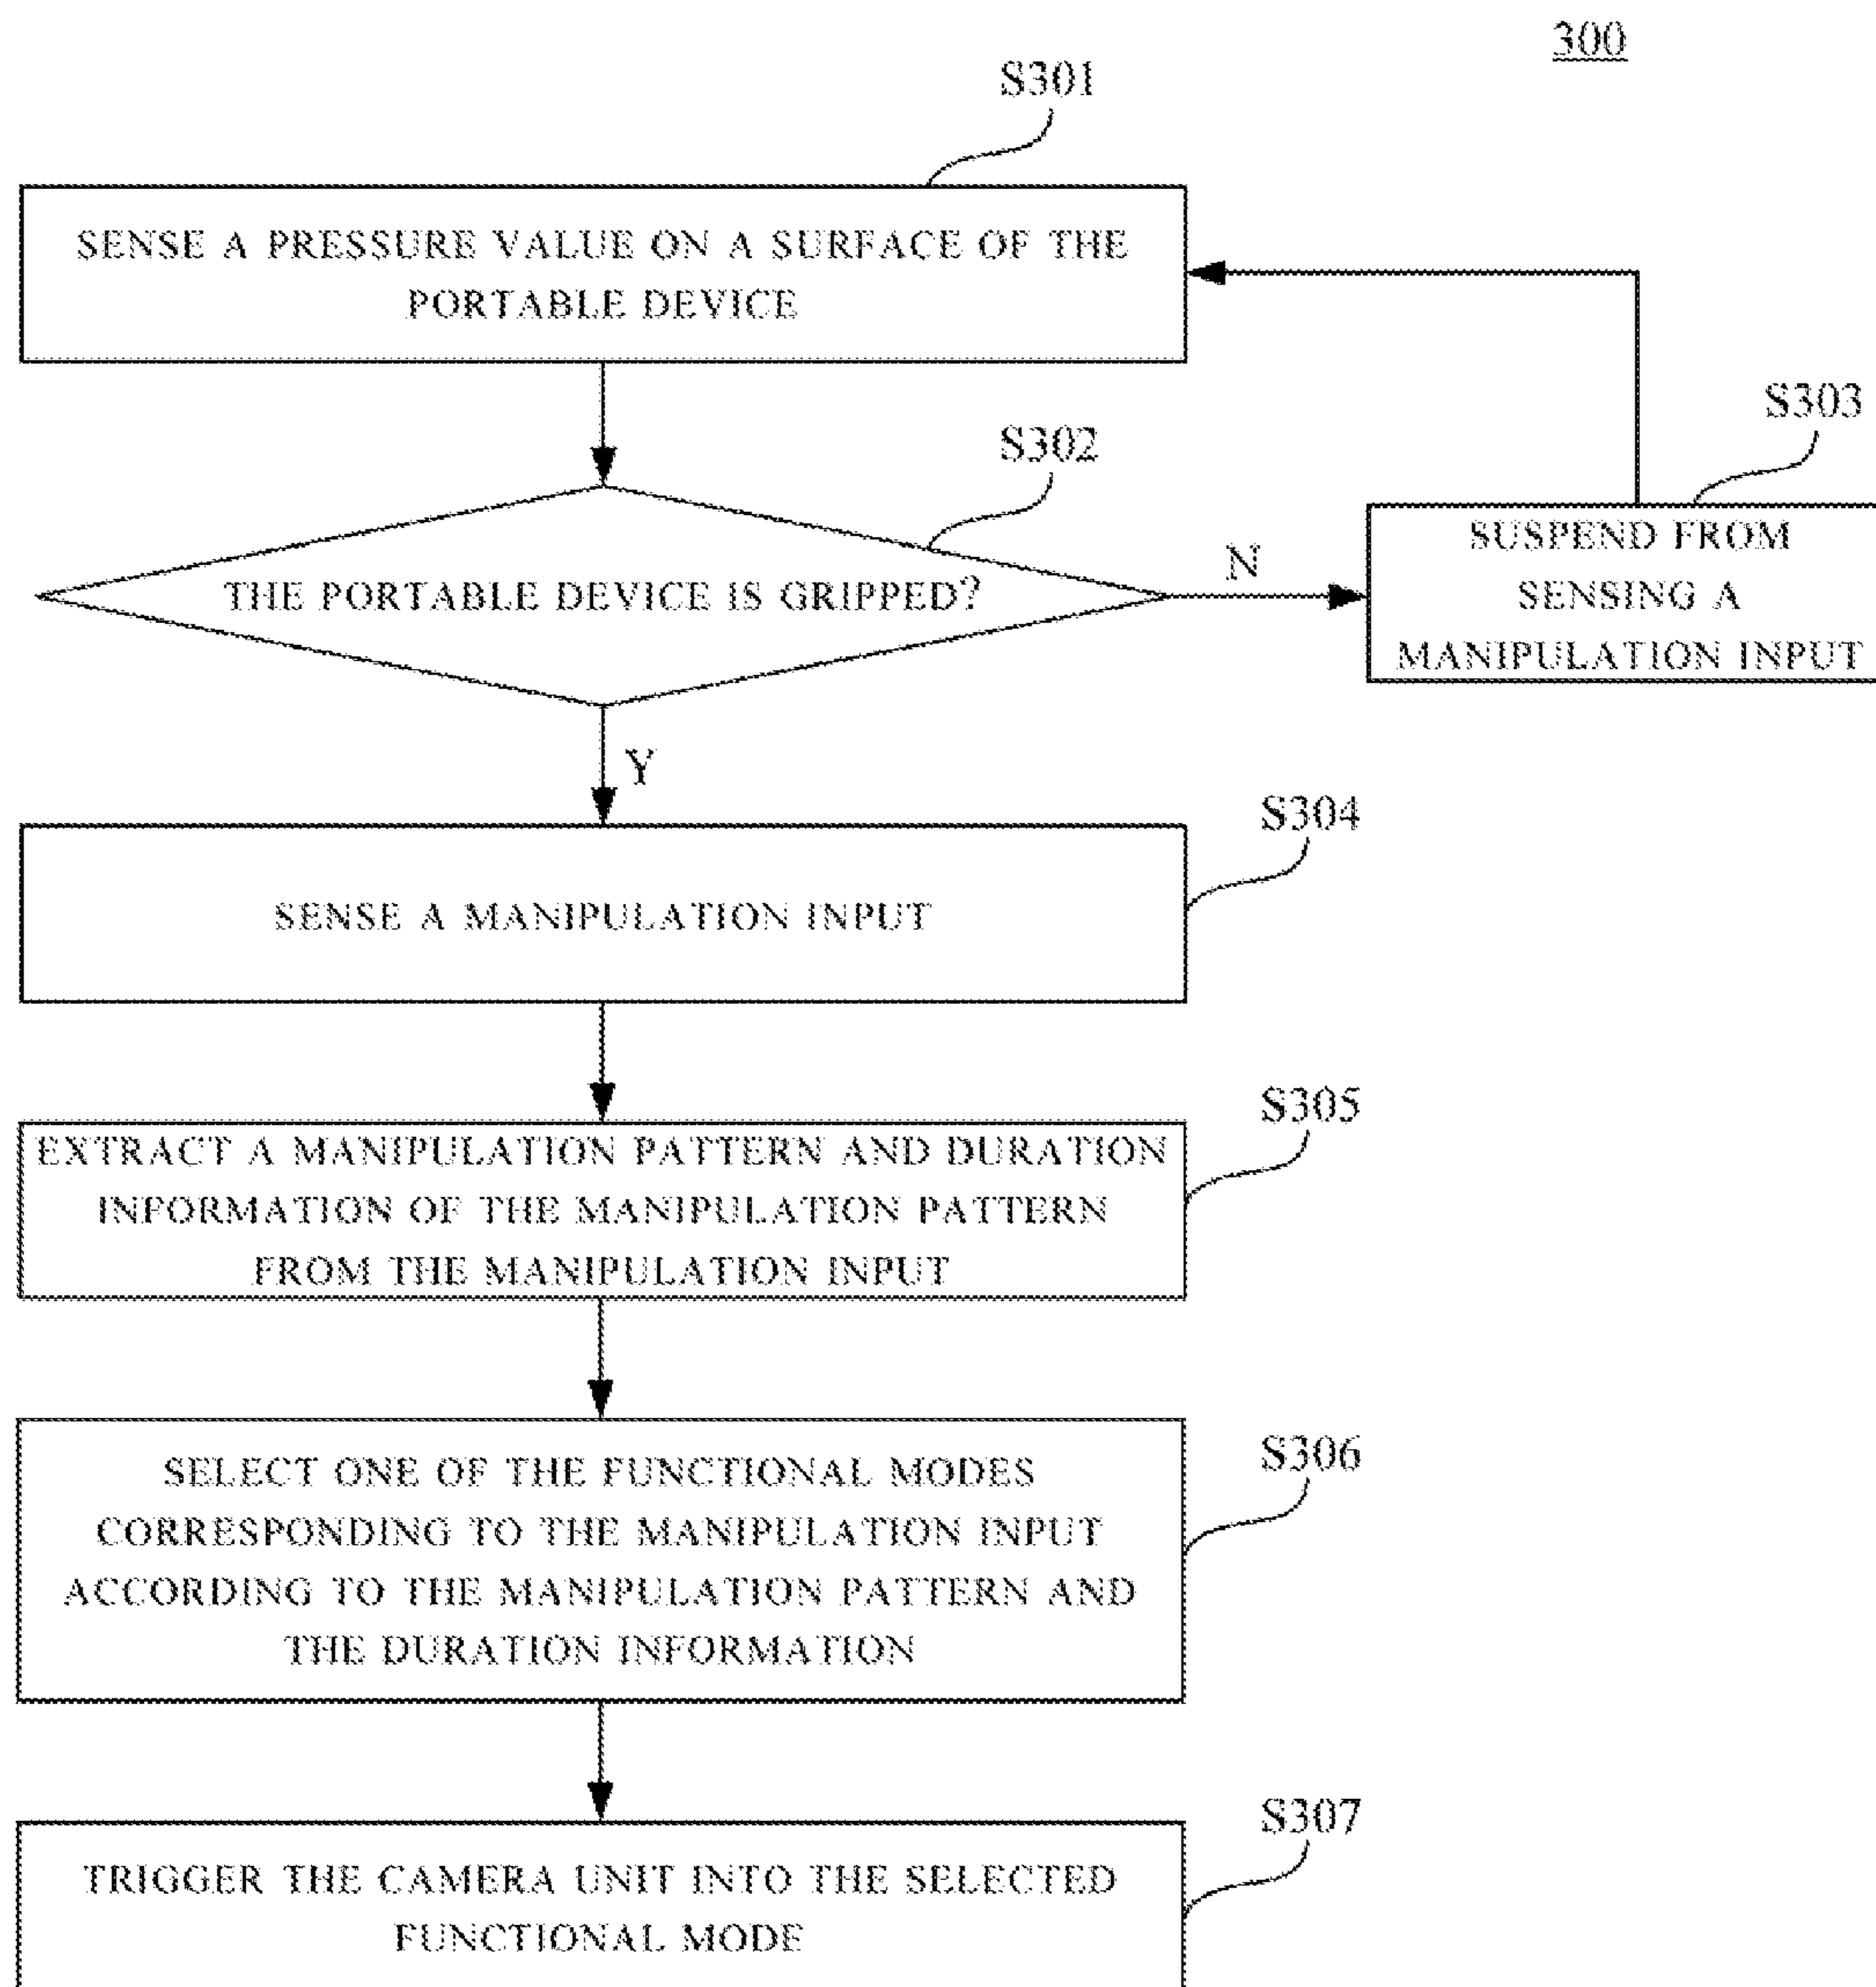 300
S301
SENSE A PRESSURE VALUE ON A SURFACE OF THE
PORTABLE DEVICE
S302
THE PORTABLE DEVICE IS GRIPPED?
N
S303
SUSPEND FROM
SENSING A
MANIPULATION INPUT
Y
S304
SENSE A MANIPULATION INPUT
S305
EXTRACT A MANIPULATION PATTERN AND DURATION
INFORMATION OF THE MANIPULATION PATTERN
FROM THE MANIPULATION INPUT
S306
SELECT ONE OF THE FUNCTIONAL MODES
CORRESPONDING TO THE MANIPULATION INPUT
ACCORDING TO THE MANIPULATION PATTERN AND
THE DURATION INFORMATION
S307
TRIGGER THE CAMERA UNIT INTO THE SELECTED
FUNCTIONAL MODE